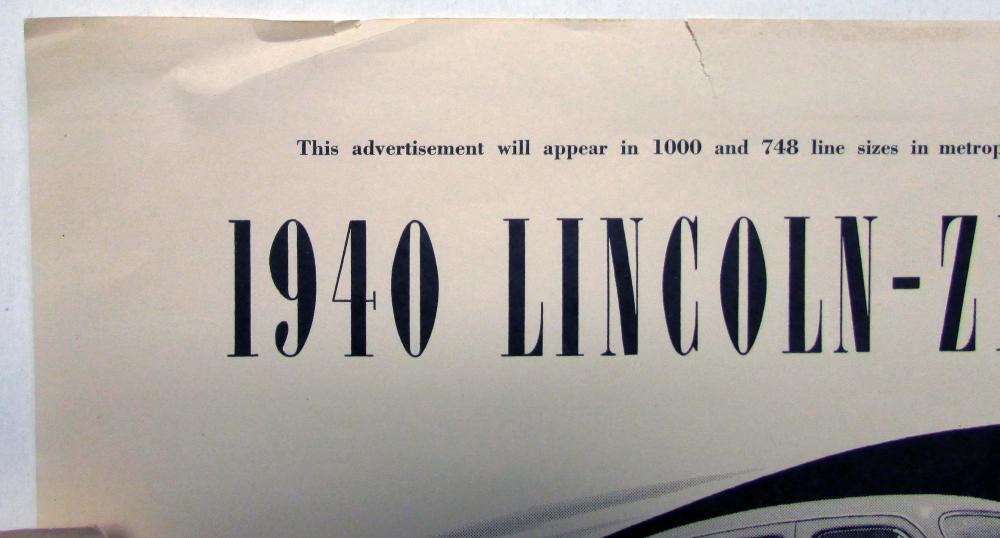 This advertisement will appear in 1000 and 748 line sizes in metrop
1940 LINCOLN-Z